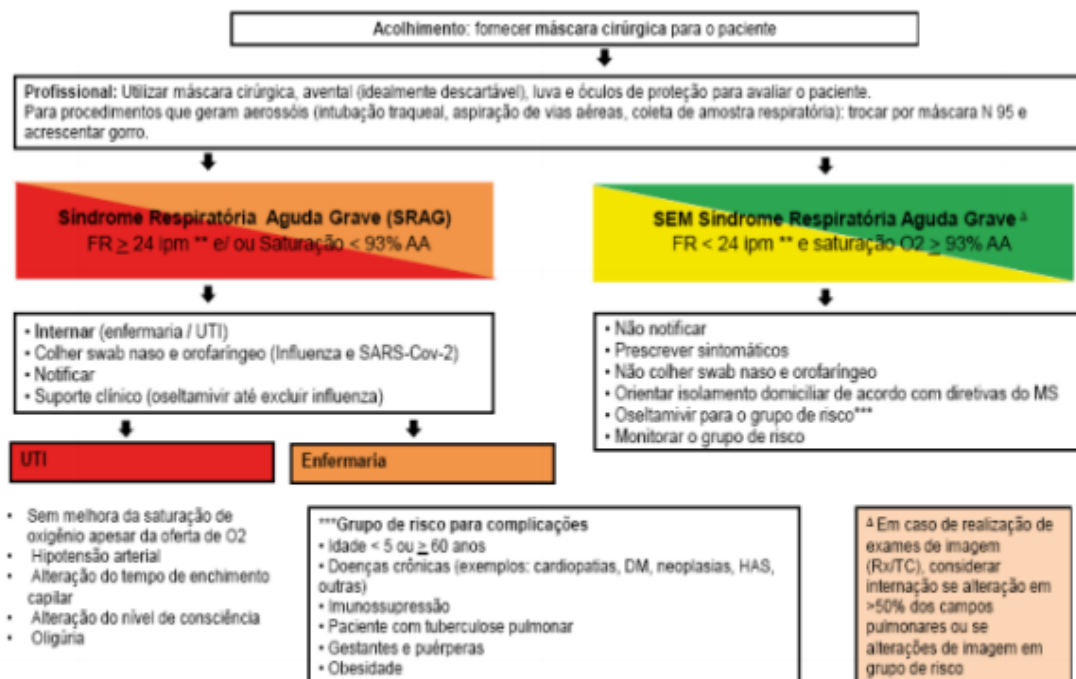 Acolhimento: fornecer máscara cirúrgica para o paciente
Profissional: Utilizar máscara cirúrgica, avental (idealmente descartável), luva e óculos de proteção para avaliar o paciente.
Para procedimentos que geram aerossóis (intubação traqueal, aspiração de vias aéreas, coleta de amostra respiratória): trocar por máscara N 95 e
acrescentar gorro.
Síndrome Respiratória Aguda Grave (SRAG)
FR ≥ 24 ipm ** e/ ou Saturação < 93% AA
SEM Síndrome Respiratória Aguda Grave Δ
FR < 24 ipm ** e saturação O2 ≥ 93% AA
• Internar (enfermaria / UTI)
• Colher swab naso e orofaríngeo (Influenza e SARS-Cov-2)
• Notificar
• Suporte clínico (oseltamivir até excluir influenza)
• Não notificar
• Prescrever sintomáticos
• Não colher swab naso e orofaríngeo
• Orientar isolamento domiciliar de acordo com diretivas do MS
• Oseltamivir para o grupo de risco***
• Monitorar o grupo de risco
UTI
Enfermaria
• Sem melhora da saturação de
oxigênio apesar da oferta de O2
• Hipotensão arterial
• Alteração do tempo de enchimento
capilar
• Alteração do nível de consciência
• Oligúria
***Grupo de risco para complicações
• Idade < 5 ou ≥ 60 anos
• Doenças crônicas (exemplos: cardiopatias, DM, neoplasias, HAS,
outras)
• Imunossupressão
• Paciente com tuberculose pulmonar
• Gestantes e puérperas
• Obesidade
Δ Em caso de realização de
exames de imagem
(Rx/TC), considerar
internação se alteração em
>50% dos campos
pulmonares ou se
alterações de imagem em
grupo de risco